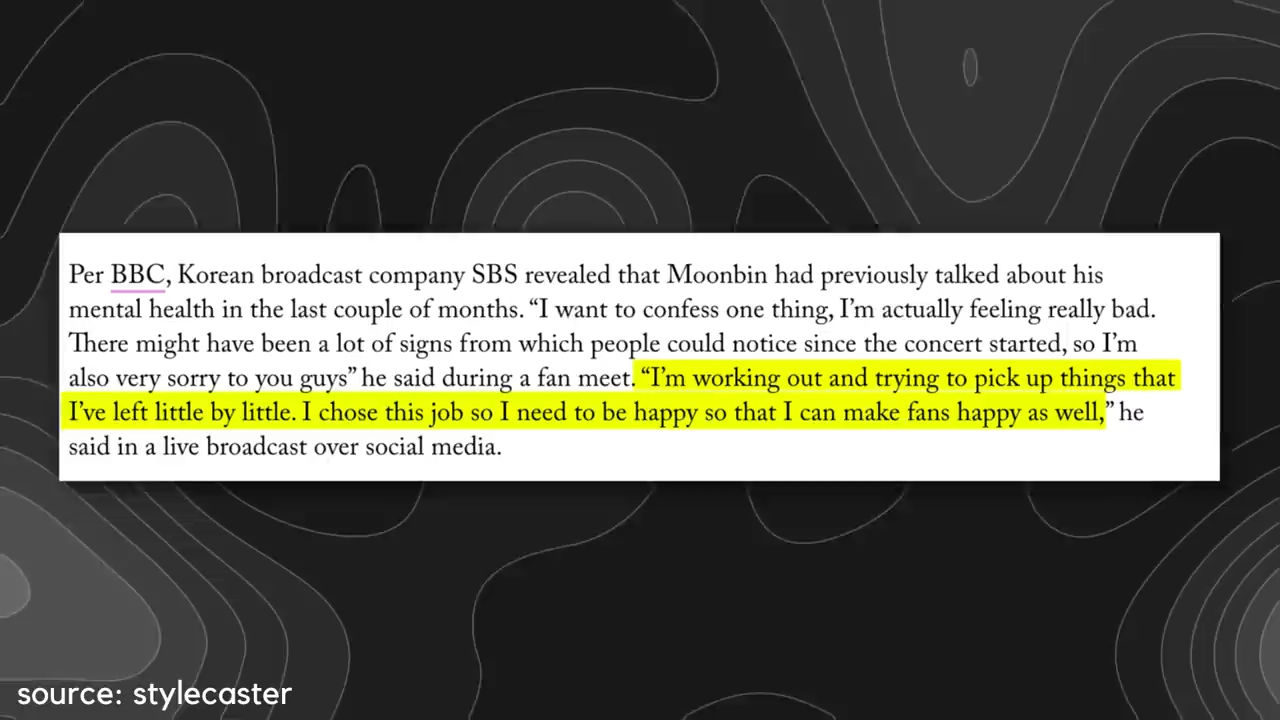 Per BBC, Korean broadcast company SBS revealed that Moonbin had previously talked about his
mental health in the last couple of months. “I want to confess one thing, I’m actually feeling really bad.
There might have been a lot of signs from which people could notice since the concert started, so I’m
also very sorry to you guys” he said during a fan meet. “I’m working out and trying to pick up things that
I’ve left little by little. I chose this job so I need to be happy so that I can make fans happy as well,” he
said in a live broadcast over social media.
source: stylecaster